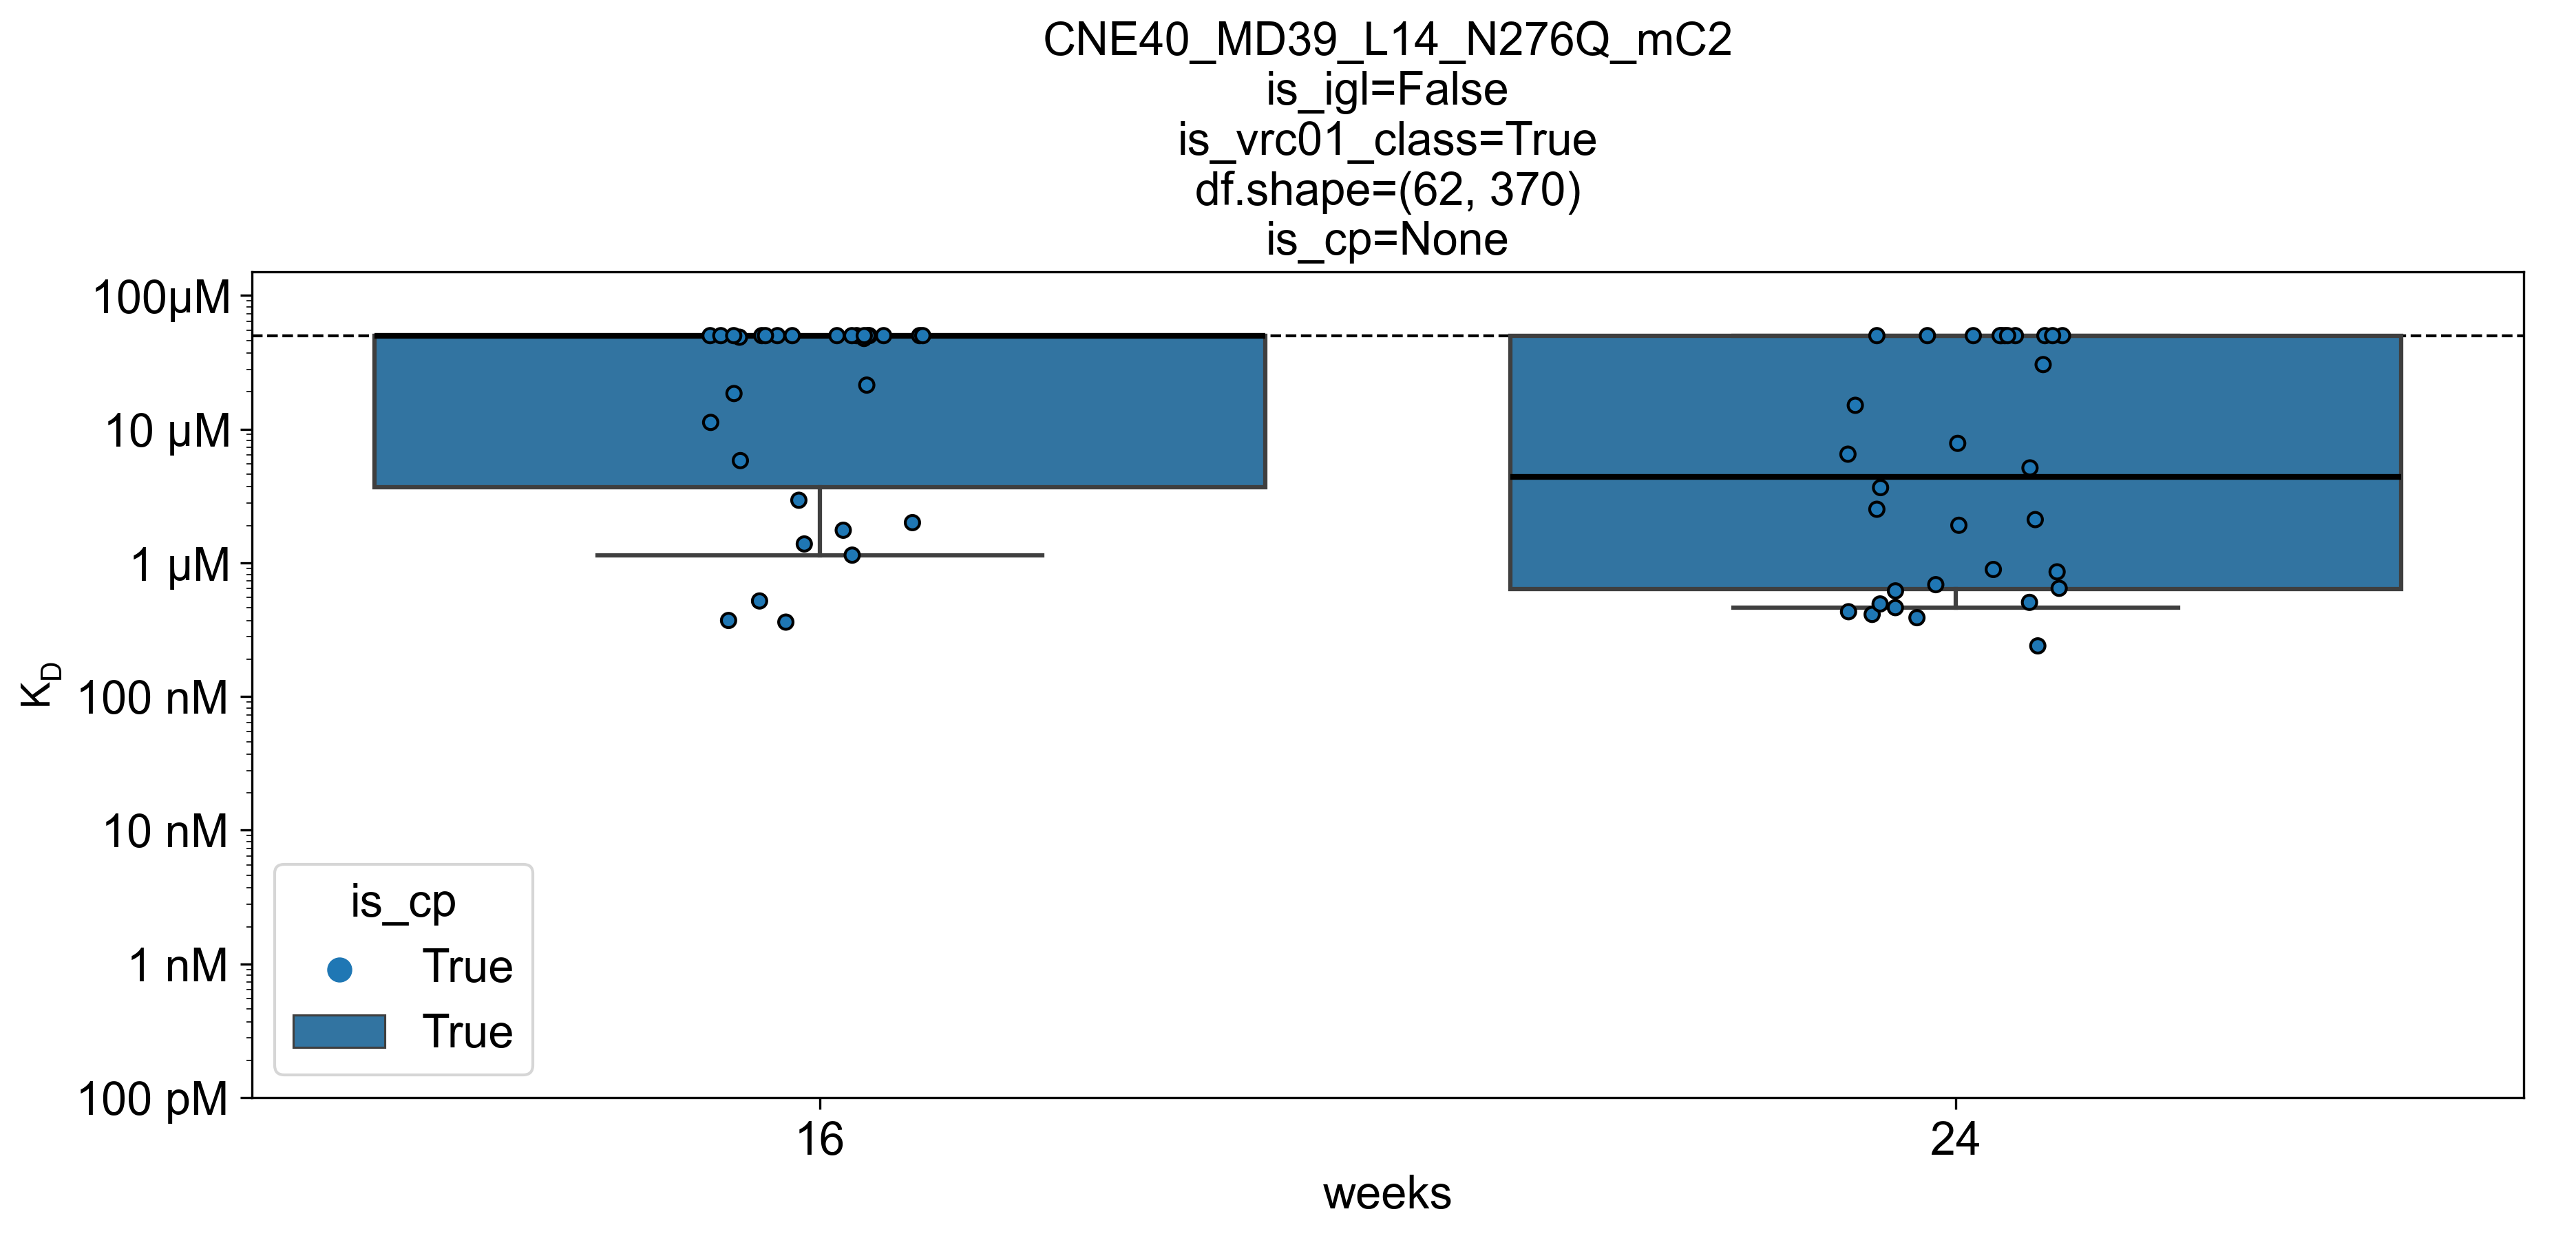 CNE40_MD39_L14_N276Q_mC2
is_igl=False
is_vrc01_class=True
df.shape=(62, 370)
is_cp=None
100µM
10 µM
1 µM
100 nM
10 nM
1 nM
100 pM
K_D
is_cp
True
True
16
24
weeks